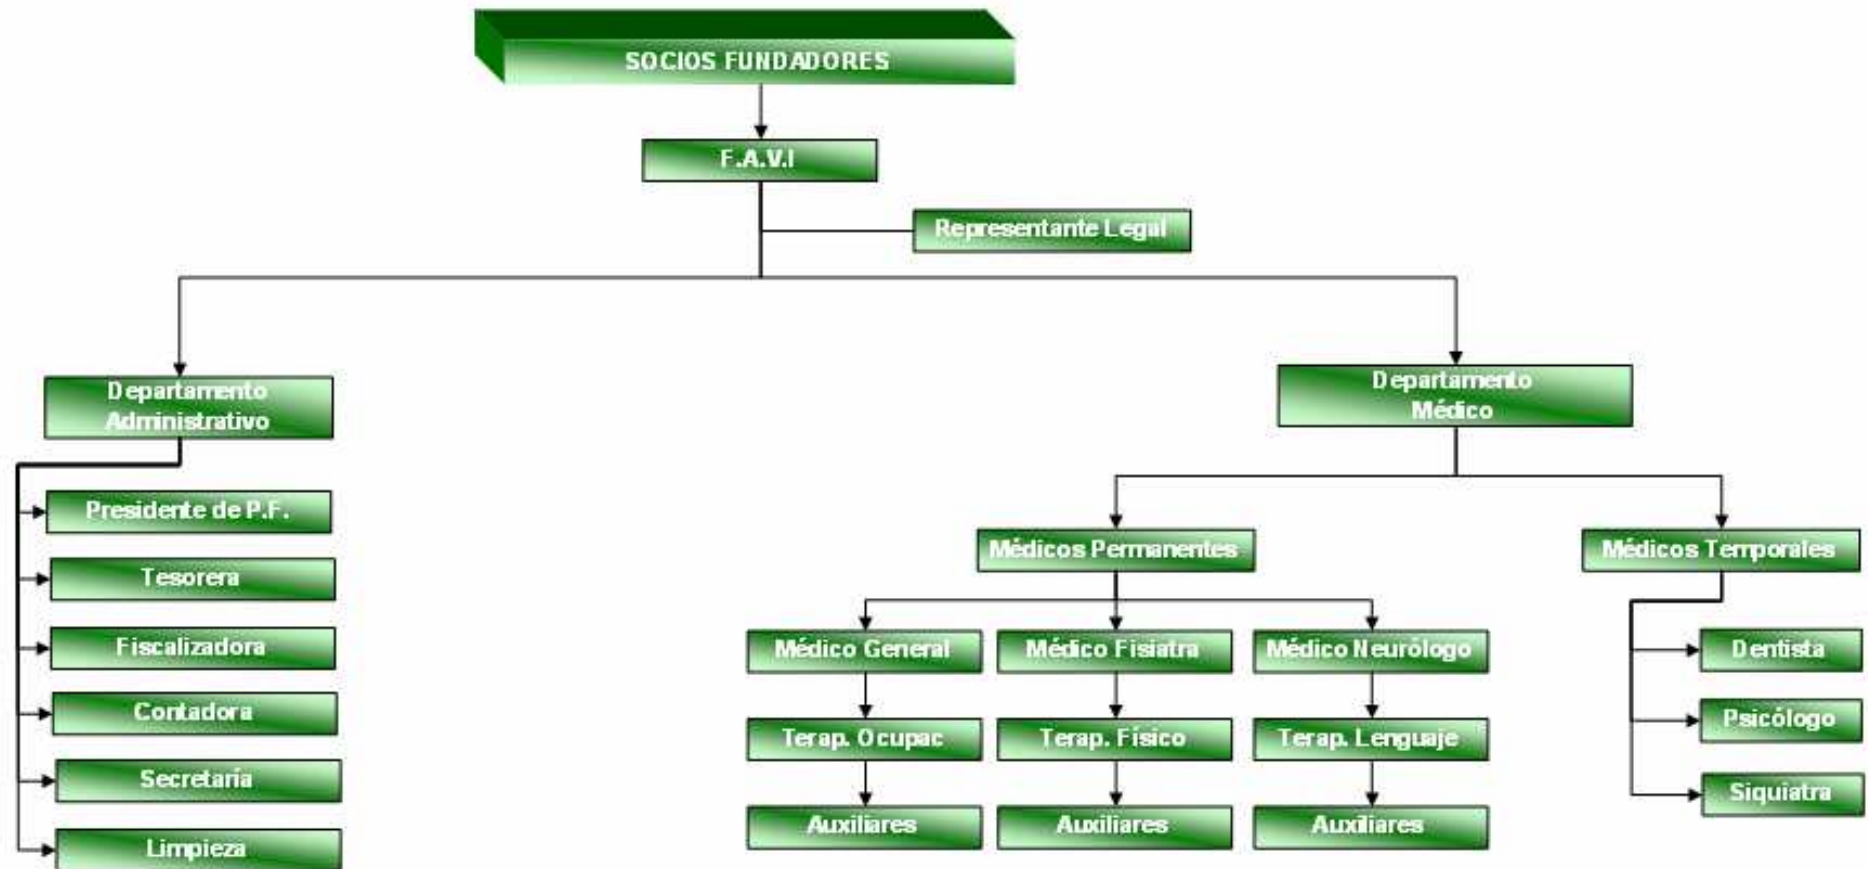 SOCIOS FUNDADORES
F.A.V.I
Representante Legal
Departamento
Administrativo
Presidente de P.F.
Tesorera
Fiscalizadora
Contadora
Secretaría
Limpieza
Departamento
Médico
Médicos Permanentes
Médicos Temporales
Médico General
Médico Fisiatra
Médico Neurólogo
Terap. Ocupac
Terap. Físico
Terap. Lenguaje
Auxiliares
Auxiliares
Auxiliares
Dentista
Psicólogo
Siquiatra